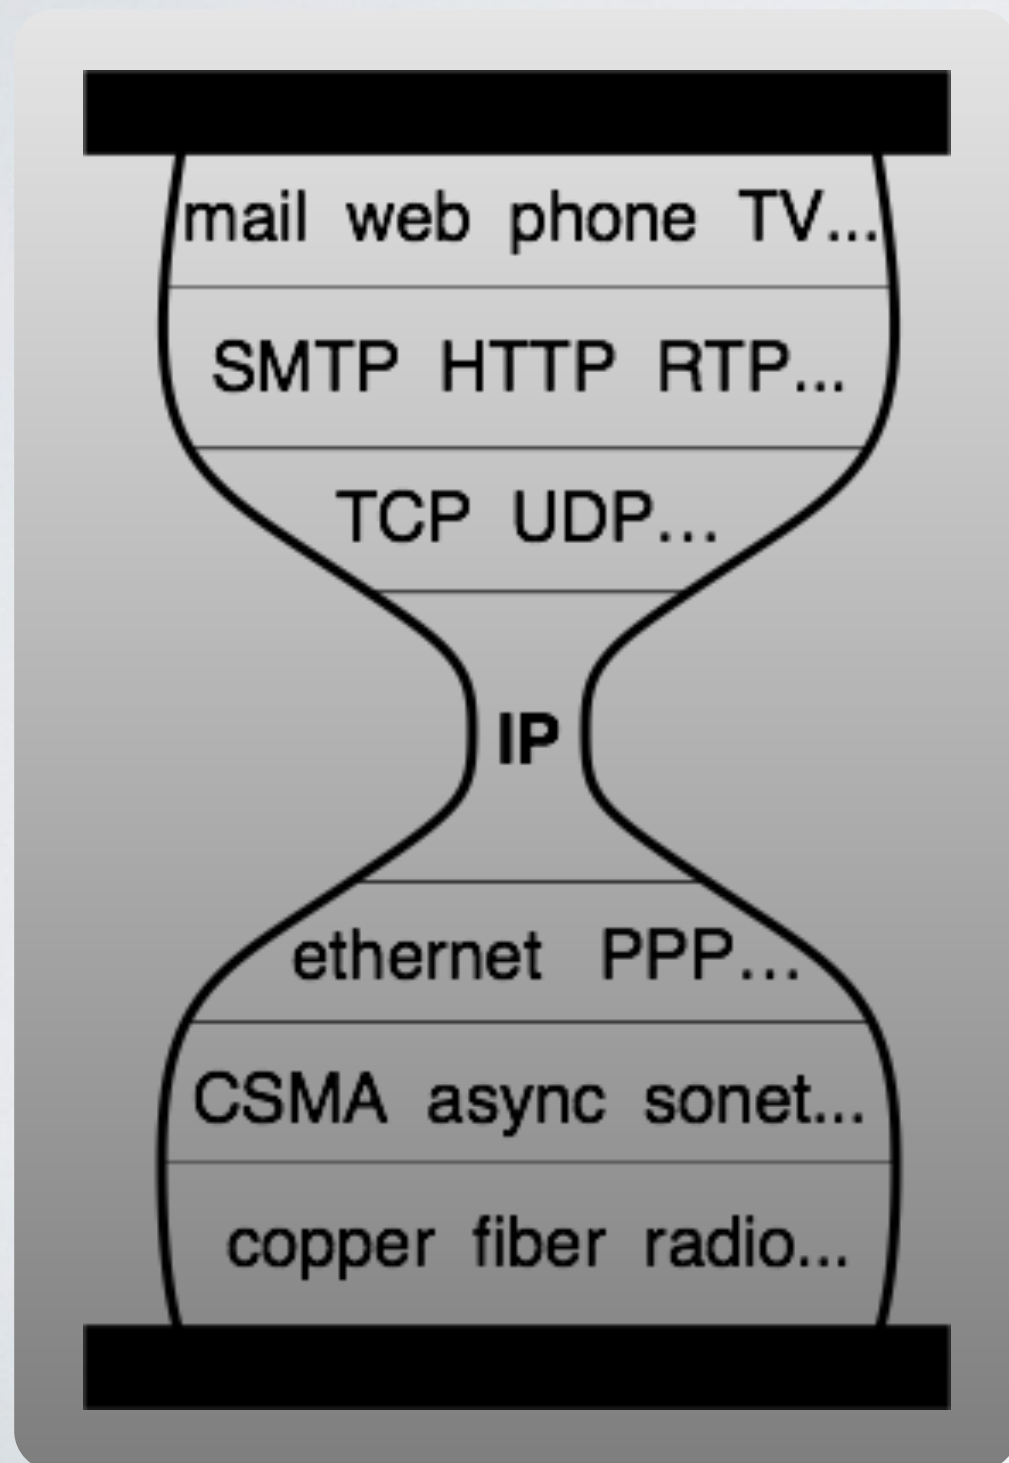 mail web phone TV...
SMTP HTTP RTP...
TCP UDP...
IP
ethernet PPP...
CSMA async sonet...
copper fiber radio...